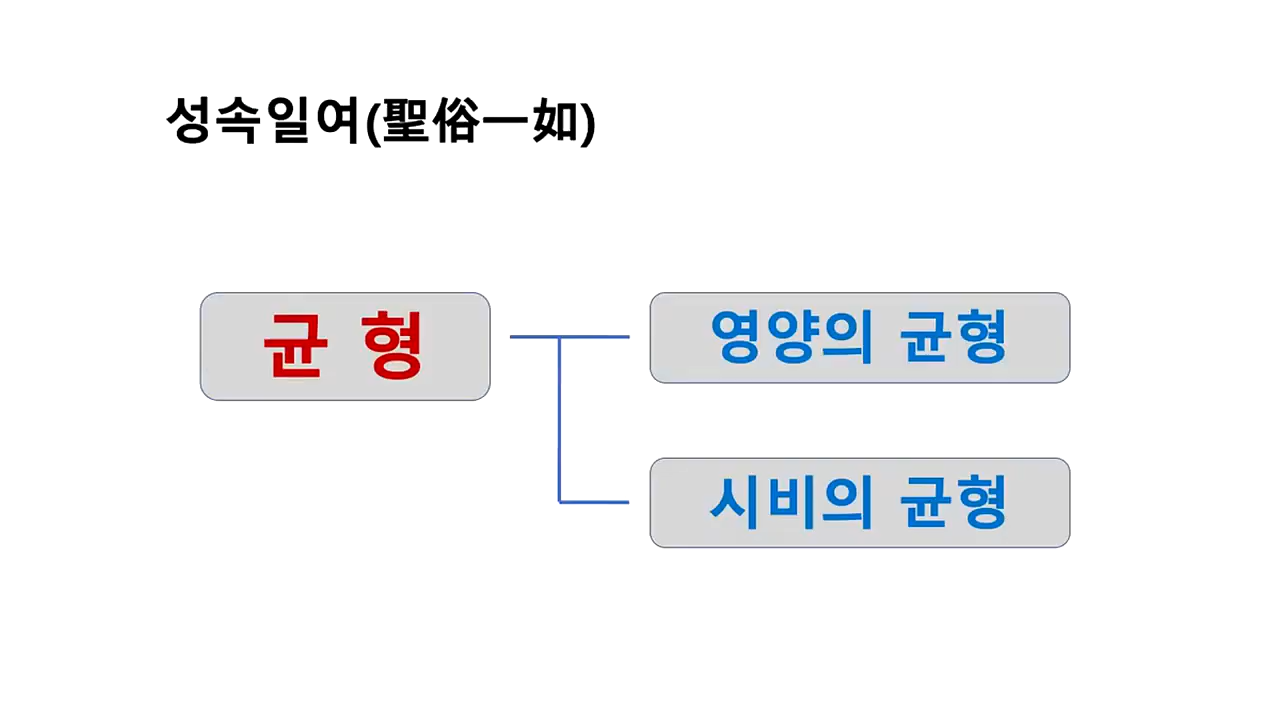 성속일여(聖俗一如)
균 형
영양의 균형
시비의 균형